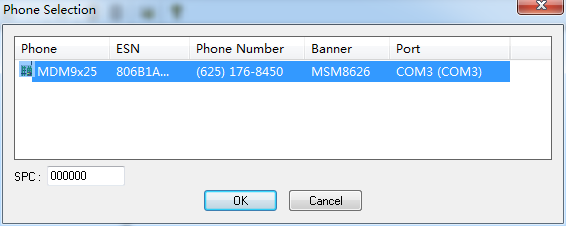 Phone Selection
Phone ESN Phone Number Banner Port
MDM9x25 806B1A... (625) 176-8450 MSM8626 COM3 (COM3)
SPC : 000000
OK Cancel